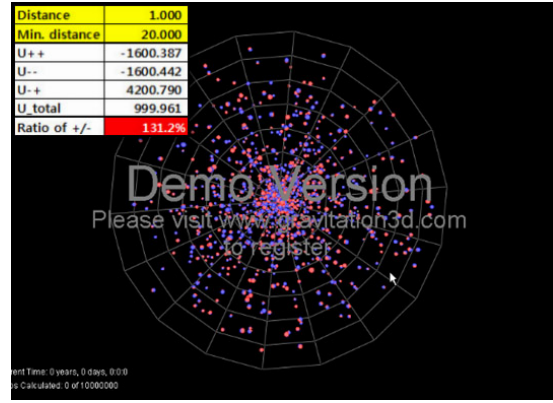 Distance 1.000
Min. distance 20.000
U++ -1600.387
U-- -1600.442
U-+ 4200.790
U_total 999.961
Ratio of +/- 131.2%
Demo Version
Please visit www.gravitation3d.com
to register
rent Time: 0 years, 0 days, 0:0:0
os Calculated: 0 of 10000000